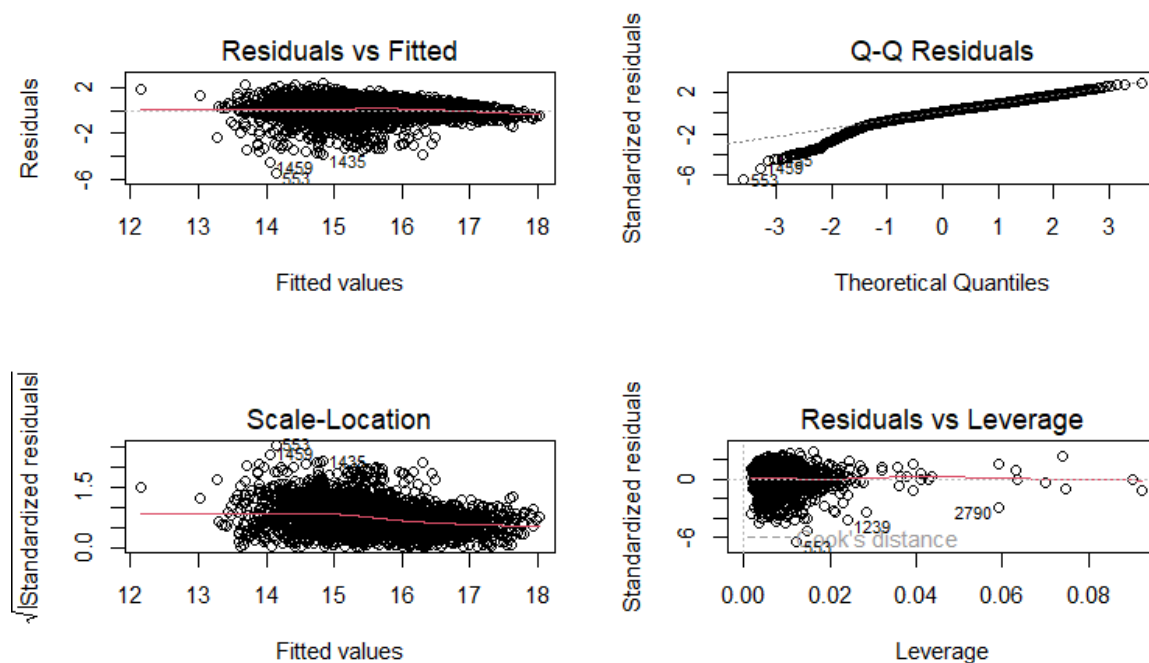 Residuals vs Fitted
Residuals
2
0
-2
-6
1459
1435
553
12 13 14 15 16 17 18
Fitted values
Q-Q Residuals
Standardized residuals
2
-2
-6
1459
553
-3 -2 -1 0 1 2 3
Theoretical Quantiles
Scale-Location
√|Standardized residuals|
1.5
0.0
553
1459
1435
12 13 14 15 16 17 18
Fitted values
Residuals vs Leverage
Standardized residuals
0
-6
1239
2790
553
Cook's distance
0.00 0.02 0.04 0.06 0.08
Leverage